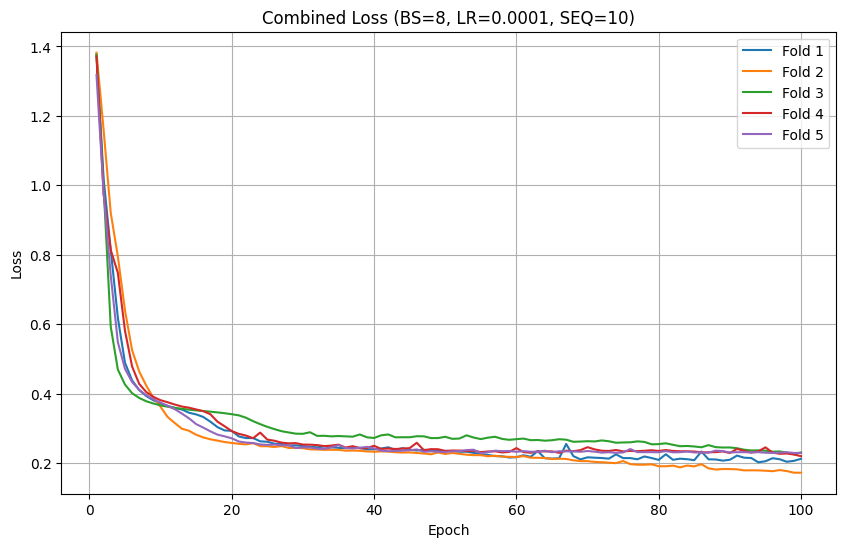 Combined Loss (BS=8, LR=0.0001, SEQ=10)
1.4
1.2
1.0
0.8
0.6
0.4
0.2
Loss
Fold 1
Fold 2
Fold 3
Fold 4
Fold 5
0 20 40 60 80 100
Epoch